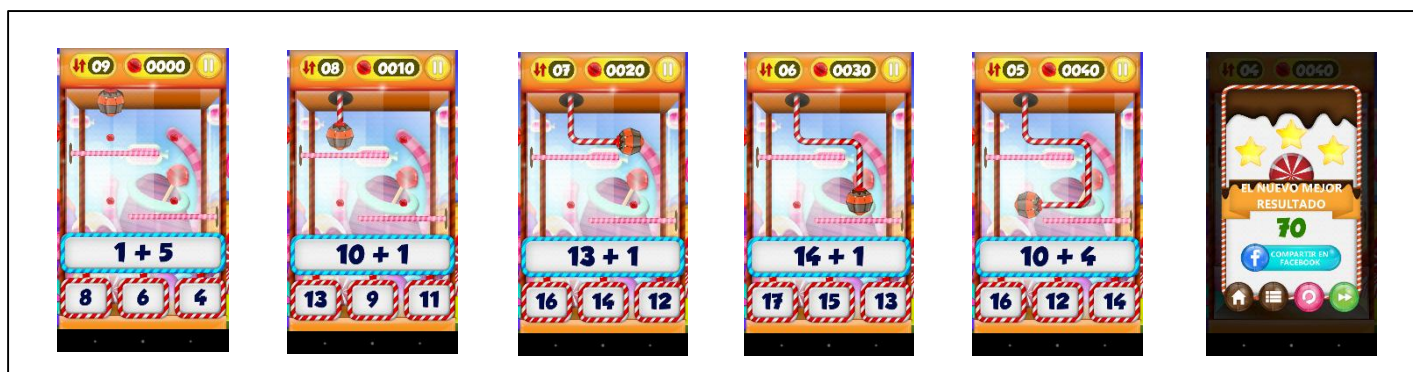 09 0000
1 + 5
8 6 4
08 0010
10 + 1
13 9 11
07 0020
13 + 1
16 14 12
06 0030
14 + 1
17 15 13
05 0040
10 + 4
16 12 14
04 0040
EL NUEVO MEJOR
RESULTADO
70
f COMPARTIR EN
FACEBOOK